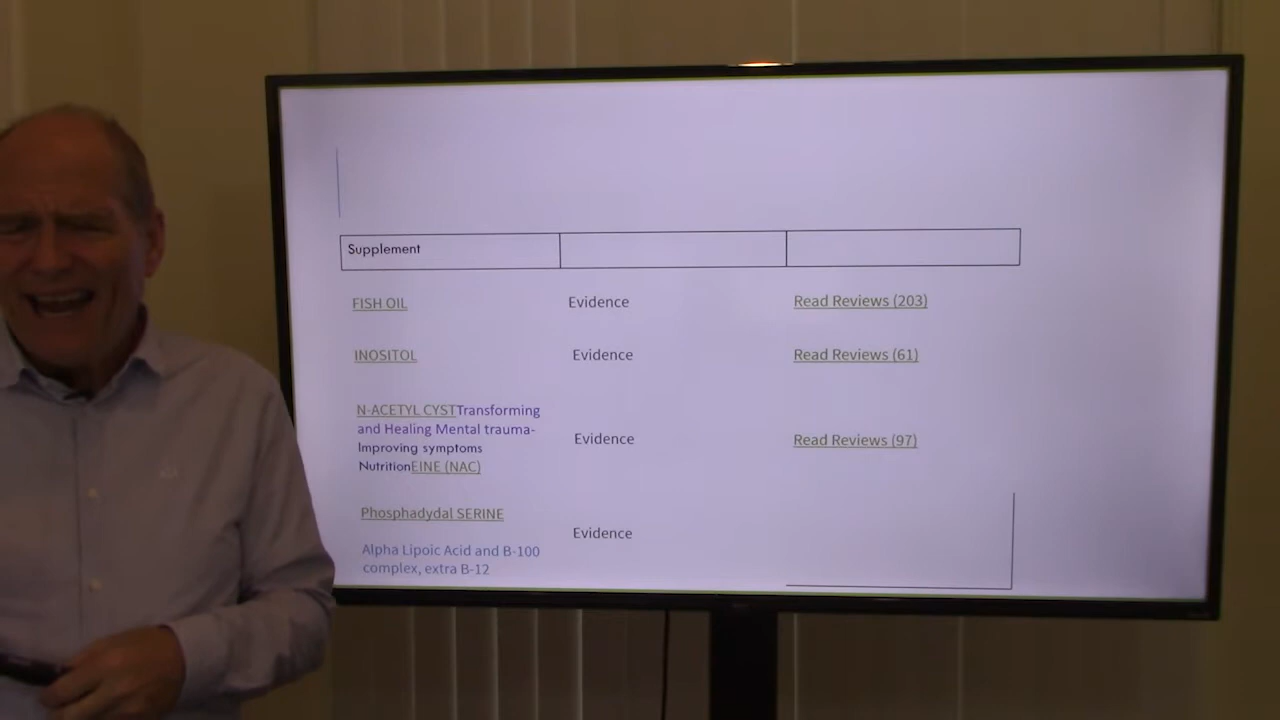 Supplement
FISH OIL Evidence Read Reviews (203)
INOSITOL Evidence Read Reviews (61)
N-ACETYL CYSTTransforming
and Healing Mental trauma-
Improving symptoms
NutritionEINE (NAC)
Evidence Read Reviews (97)
Phosphadydal SERINE
Evidence
Alpha Lipoic Acid and B-100
complex, extra B-12